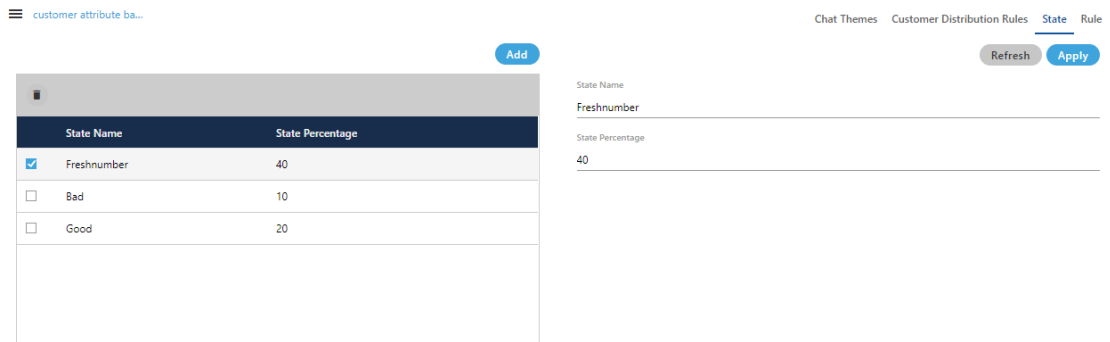 customer attribute ba...
Chat Themes Customer Distribution Rules State Rule
Add
Refresh Apply
State Name State Percentage
Freshnumber 40
Bad 10
Good 20
State Name
Freshnumber
State Percentage
40